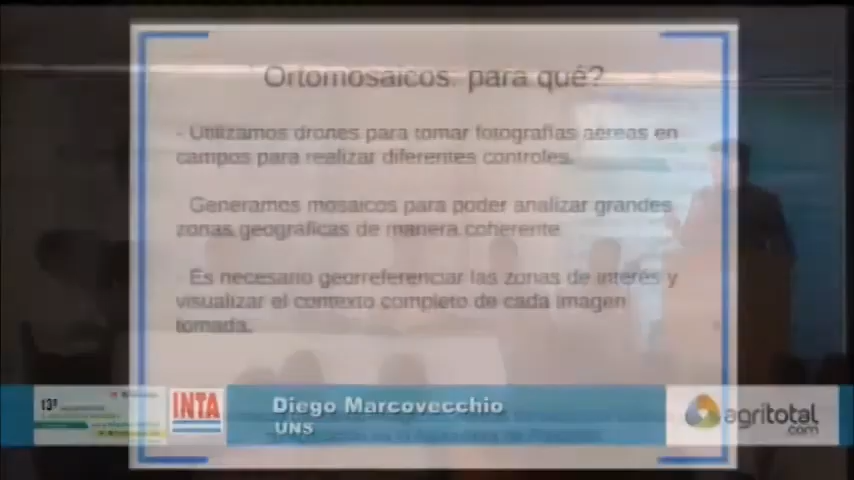 Ortomosaicos: para qué?
- Utilizamos drones para tomar fotografías aéreas en
campos para realizar diferentes controles.
Generamos mosaicos para poder analizar grandes
zonas geográficas de manera coherente
Es necesario georreferenciar las zonas de interés y
visualizar el contexto completo de cada imagen
tomada.
13º
INTA
Diego Marcovecchio
UNS
agritotal
.com